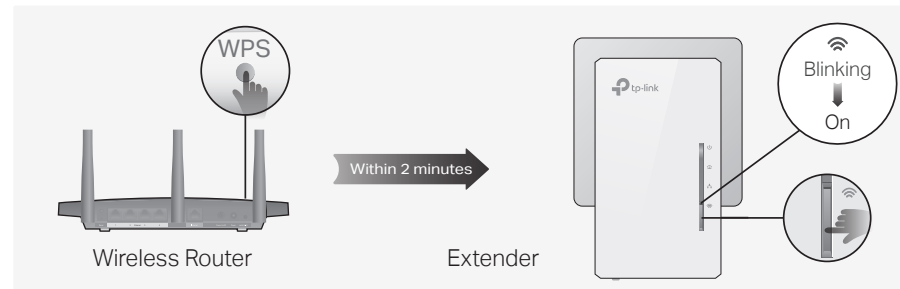 WPS
Blinking
On
tp-link
Within 2 minutes
Wireless Router
Extender